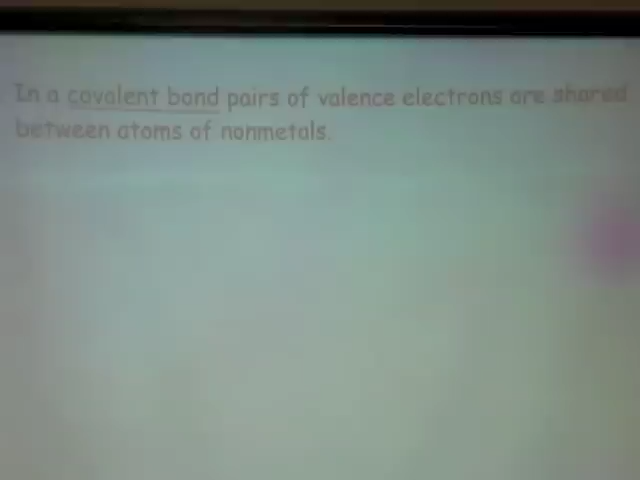 In a covalent bond pairs of valence electrons are shared
between atoms of nonmetals.